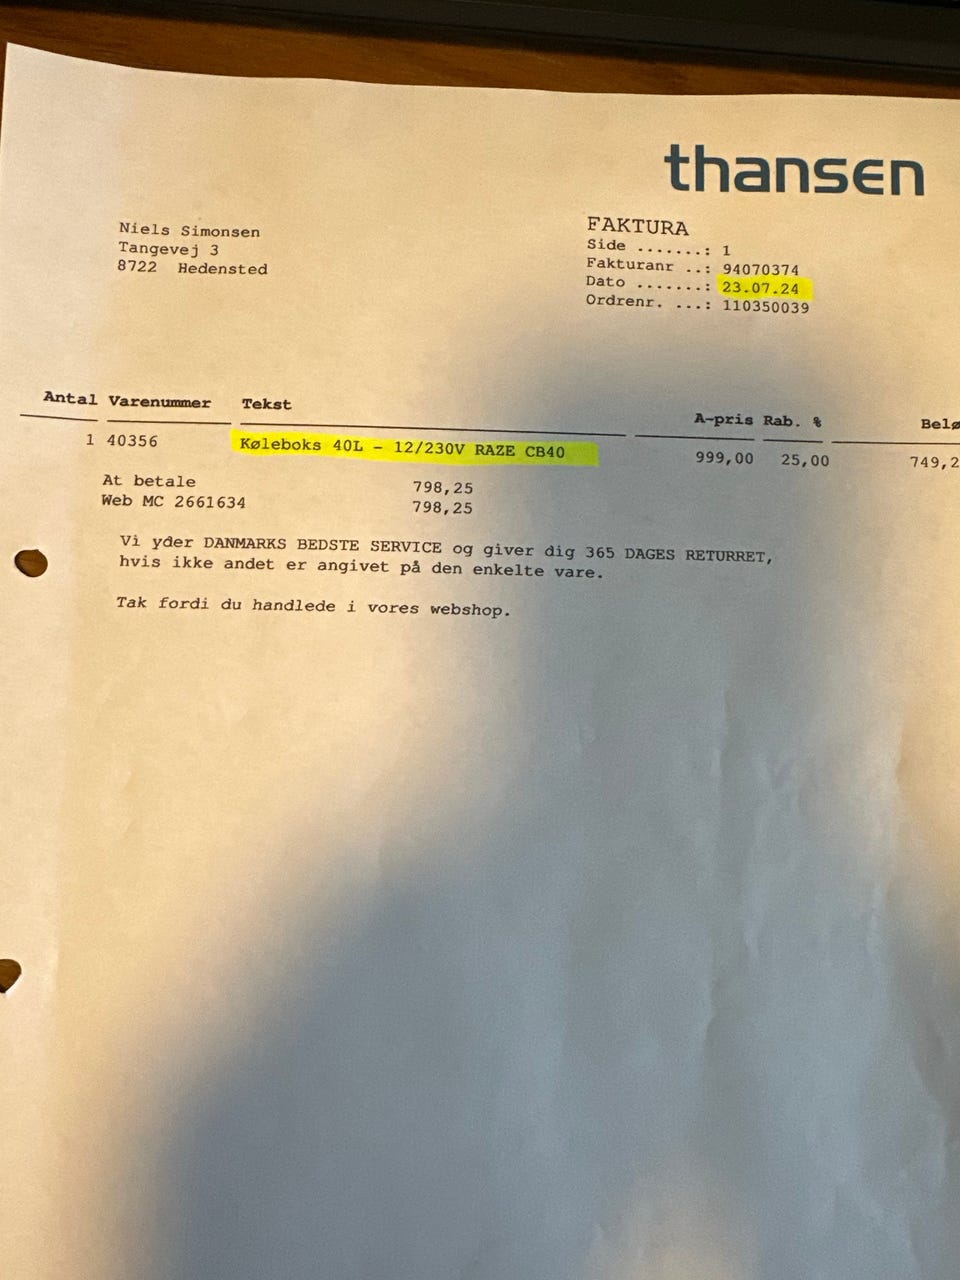 thansen
Niels Simonsen
Tangevej 3
8722 Hedensted
FAKTURA
Side .......: 1
Fakturanr ..: 94070374
Dato .......: 23.07.24
Ordrenr. ...: 110350039
Antal Varenummer Tekst A-pris Rab. %
1 40356 Køleboks 40L - 12/230V RAZE CB40 999,00 25,00
At betale 798,25
Web MC 2661634 798,25
Vi yder DANMARKS BEDSTE SERVICE og giver dig 365 DAGES RETURRET,
hvis ikke andet er angivet på den enkelte vare.
Tak fordi du handlede i vores webshop.